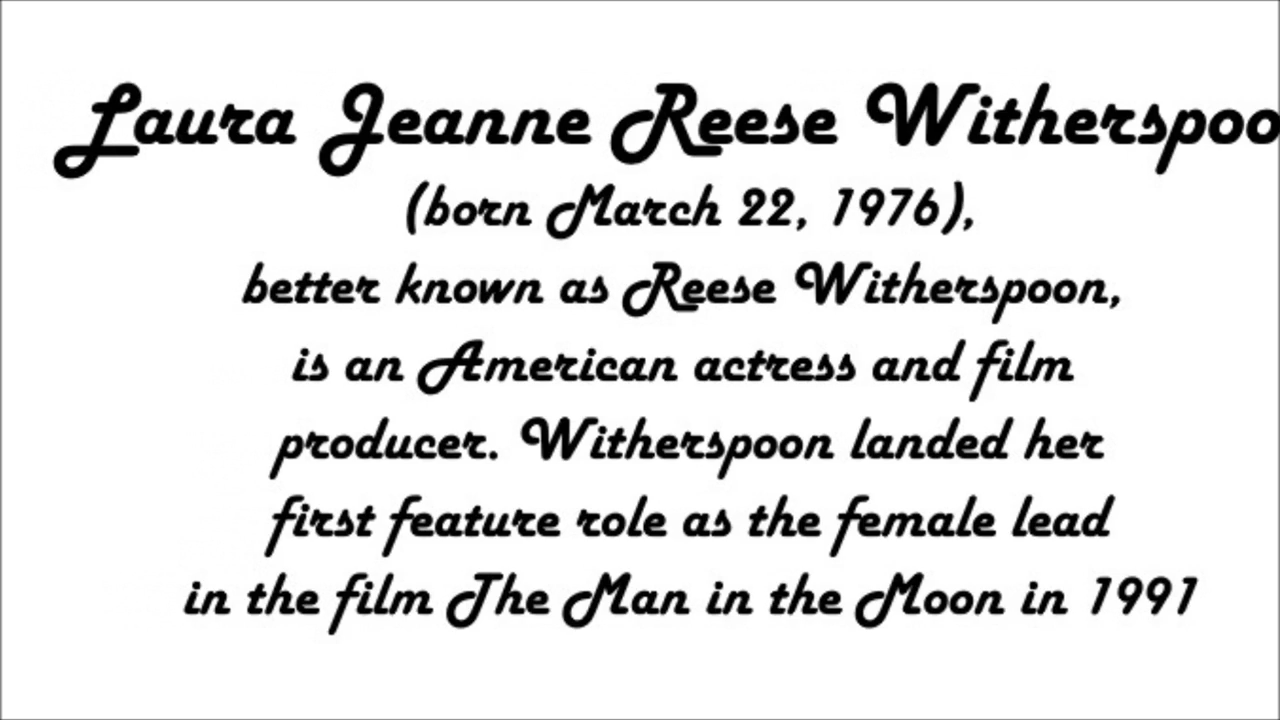 Laura Jeanne Reese Witherspoo
(born March 22, 1976),
better known as Reese Witherspoon,
is an American actress and film
producer. Witherspoon landed her
first feature role as the female lead
in the film The Man in the Moon in 1991